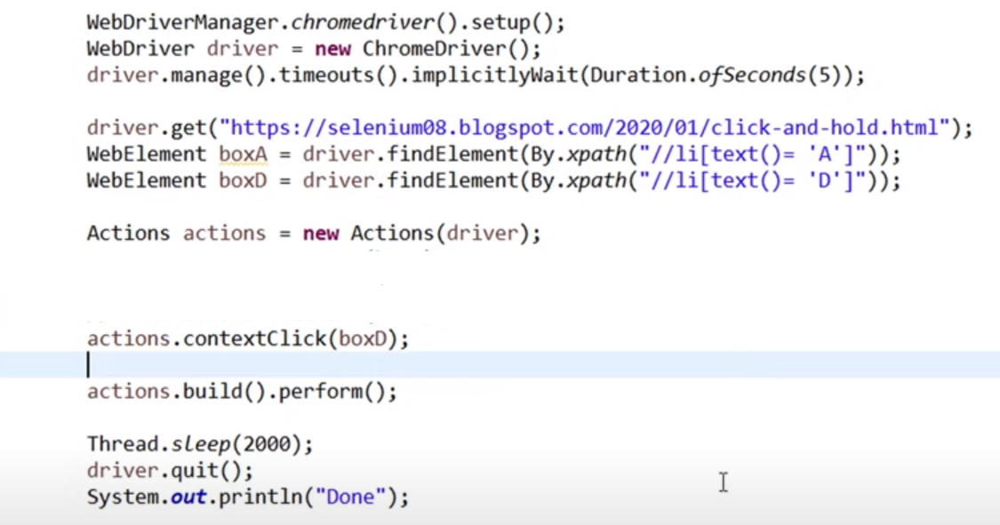 WebDriverManager.chromedriver().setup();
WebDriver driver = new ChromeDriver();
driver.manage().timeouts().implicitlyWait(Duration.ofSeconds(5));
driver.get("https://selenium08.blogspot.com/2020/01/click-and-hold.html");
WebElement boxA = driver.findElement(By.xpath("//li[text()= 'A']"));
WebElement boxD = driver.findElement(By.xpath("//li[text()= 'D']"));
Actions actions = new Actions(driver);
actions.contextClick(boxD);
actions.build().perform();
Thread.sleep(2000);
driver.quit();
System.out.println("Done");